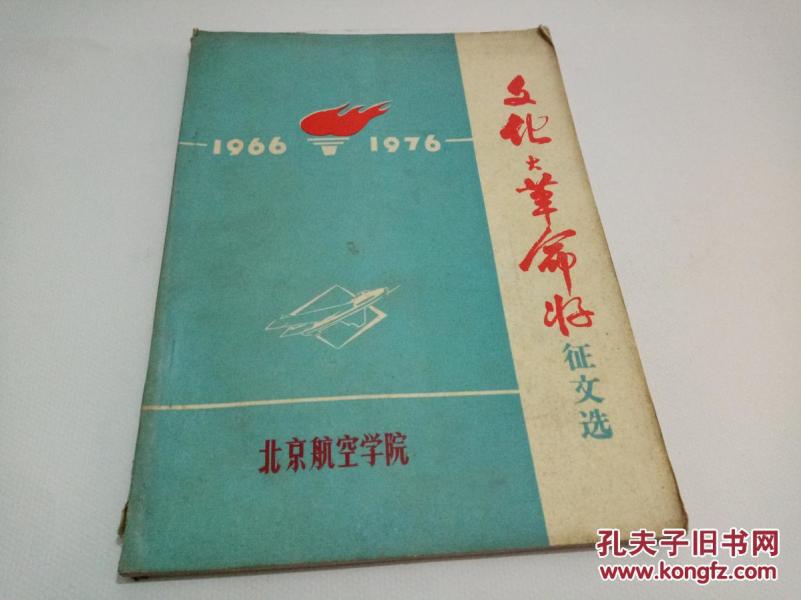 1966 1976
文化大革命好
征文选
北京航空学院
孔夫子旧书网
www.kongfz.com